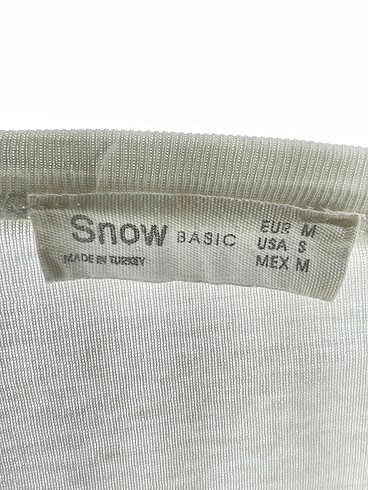 Snow BASIC
MADE IN TURKEY
EUR M
USA S
MEX M